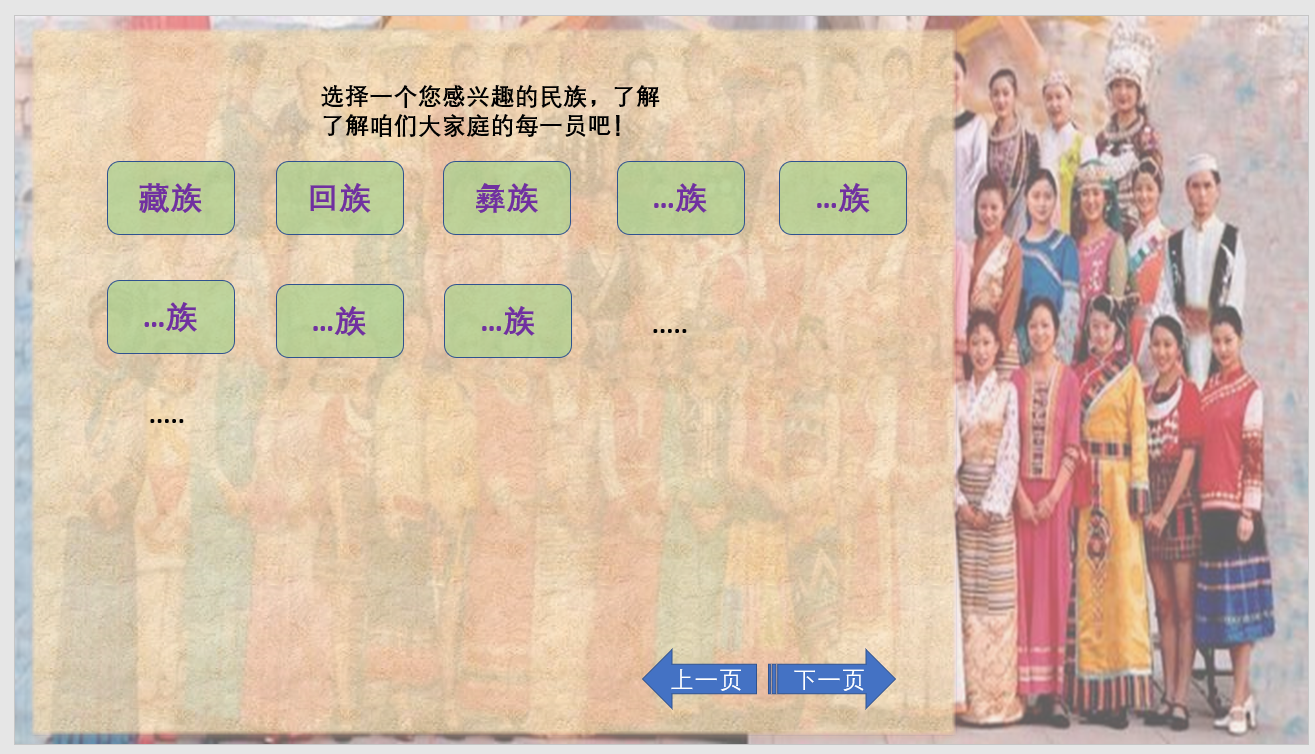 选择一个您感兴趣的民族，了解
了解咱们大家庭的每一员吧！
藏族 回族 彝族 ...族 ...族
...族 ...族 ...族 .....
.....
上一页 下一页